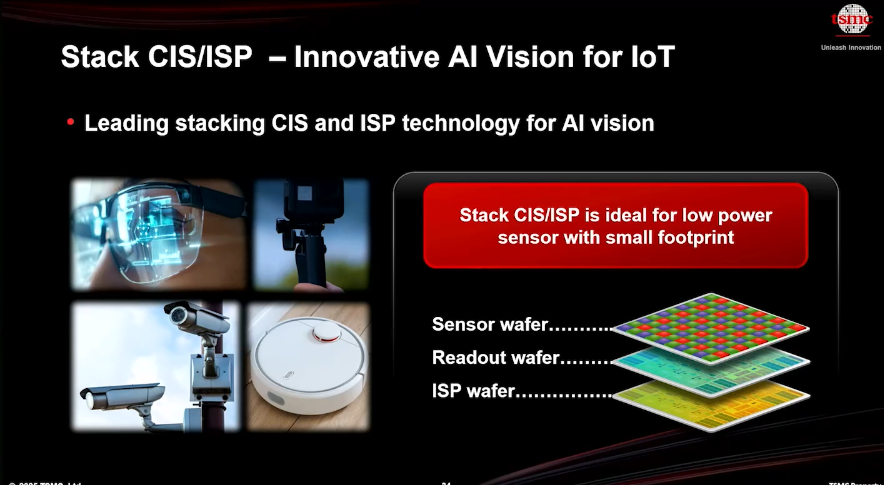 tsmc
Unleash Innovation
Stack CIS/ISP – Innovative AI Vision for IoT
• Leading stacking CIS and ISP technology for AI vision
Stack CIS/ISP is ideal for low power
sensor with small footprint
Sensor wafer..........
Readout wafer........
ISP wafer................